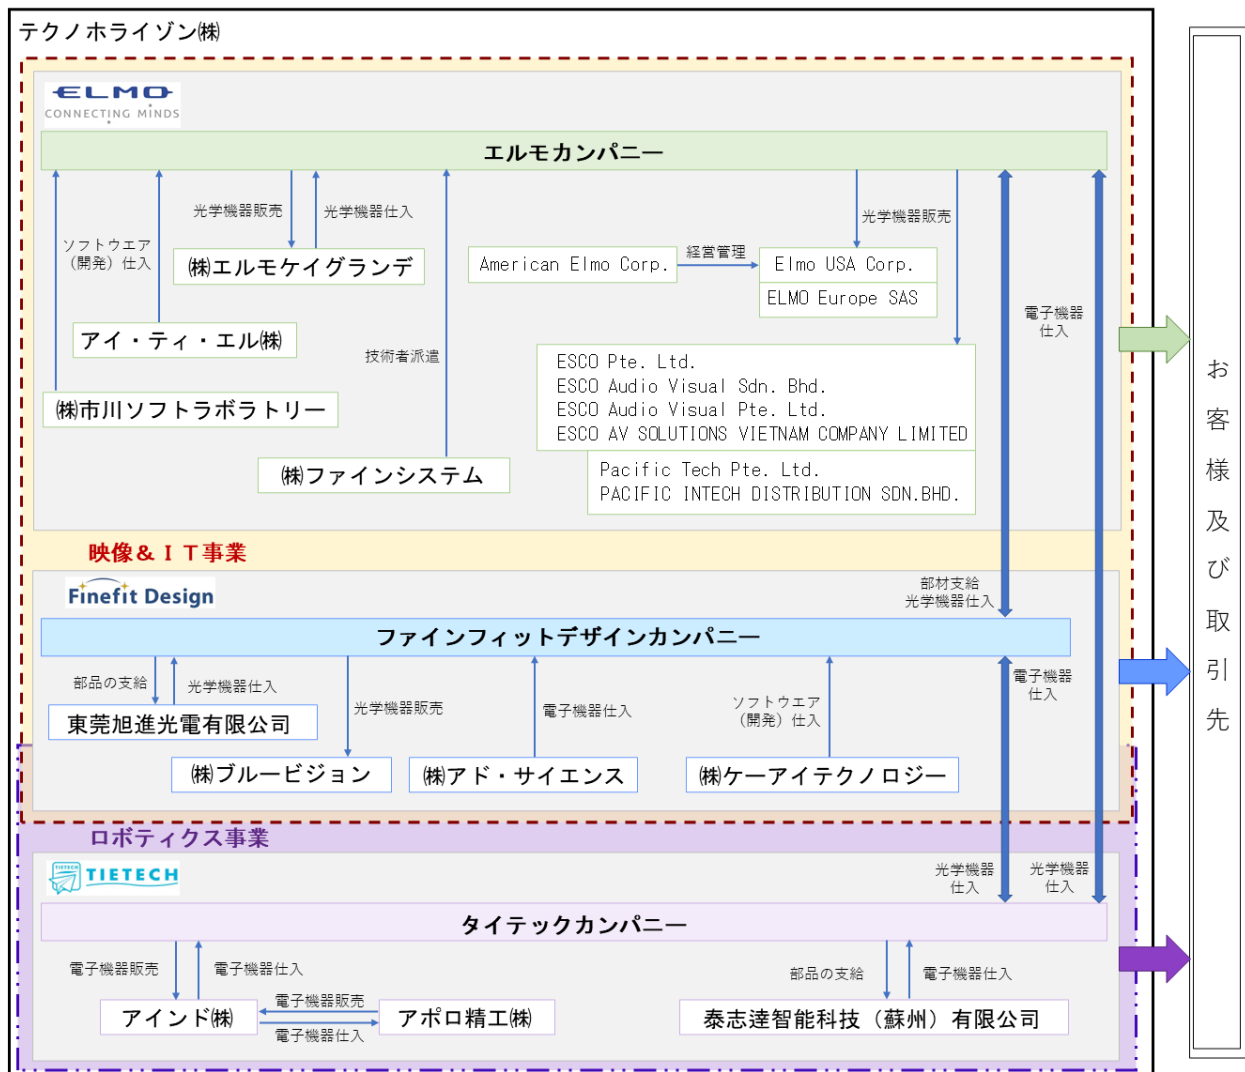 テクノホライゾン㈱
ELMO
CONNECTING MINDS
エルモカンパニー
光学機器販売
光学機器仕入
光学機器販売
ソフトウエア
（開発）仕入
㈱エルモケイグランデ
American Elmo Corp.
経営管理
Elmo USA Corp.
ELMO Europe SAS
電子機器
仕入
アイ・ティ・エル㈱
技術者派遣
ESCO Pte. Ltd.
ESCO Audio Visual Sdn. Bhd.
ESCO Audio Visual Pte. Ltd.
ESCO AV SOLUTIONS VIETNAM COMPANY LIMITED
㈱市川ソフトラボラトリー
㈱ファインシステム
Pacific Tech Pte. Ltd.
PACIFIC INTECH DISTRIBUTION SDN.BHD.
映像＆ＩＴ事業
Finefit Design
部材支給
光学機器仕入
ファインフィットデザインカンパニー
部品の支給
光学機器仕入
光学機器販売
電子機器仕入
ソフトウエア
（開発）仕入
電子機器
仕入
東莞旭進光電有限公司
㈱ブルービジョン
㈱アド・サイエンス
㈱ケーアイテクノロジー
ロボティクス事業
TIETECH
TIETECH
光学機器
仕入
光学機器
仕入
タイテックカンパニー
電子機器販売
電子機器仕入
部品の支給
電子機器仕入
アインド㈱
電子機器販売
電子機器仕入
アポロ精工㈱
泰志達智能科技（蘇州）有限公司
お客様及び取引先